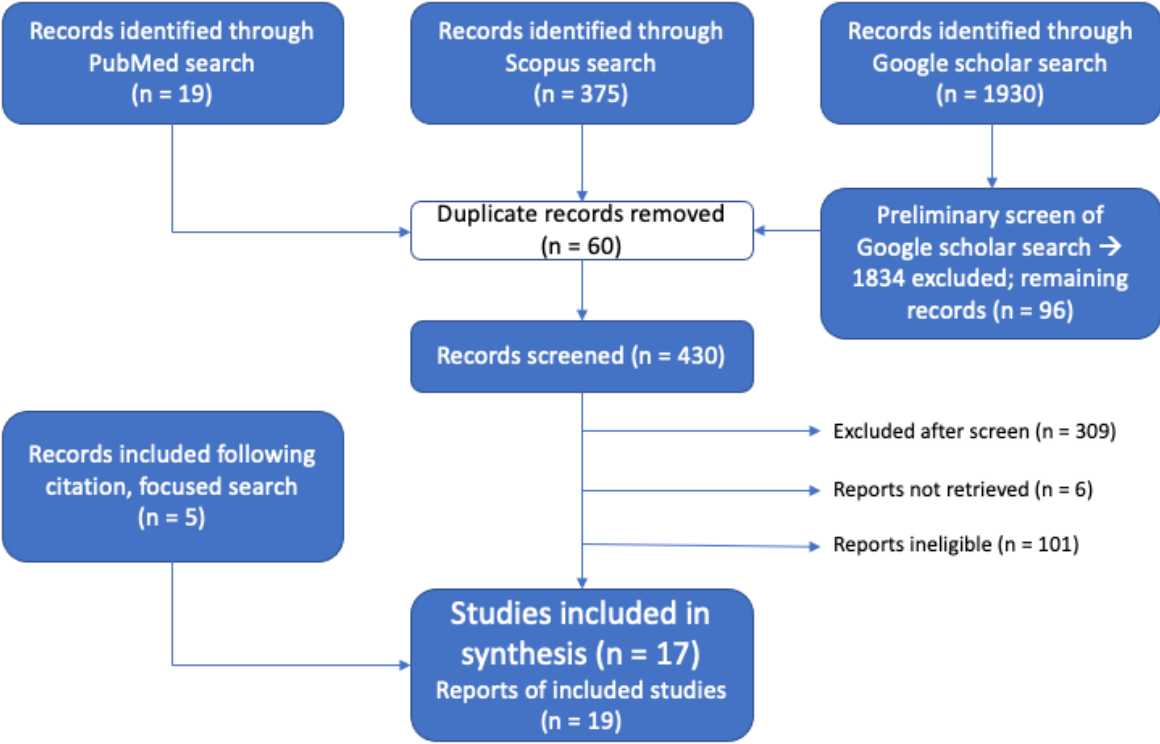 Records identified through
PubMed search
(n = 19)
Records identified through
Scopus search
(n = 375)
Records identified through
Google scholar search
(n = 1930)
Duplicate records removed
(n = 60)
Preliminary screen of
Google scholar search →
1834 excluded; remaining
records (n = 96)
Records screened (n = 430)
Excluded after screen (n = 309)
Reports not retrieved (n = 6)
Reports ineligible (n = 101)
Records included following
citation, focused search
(n = 5)
Studies included in
synthesis (n = 17)
Reports of included studies
(n = 19)